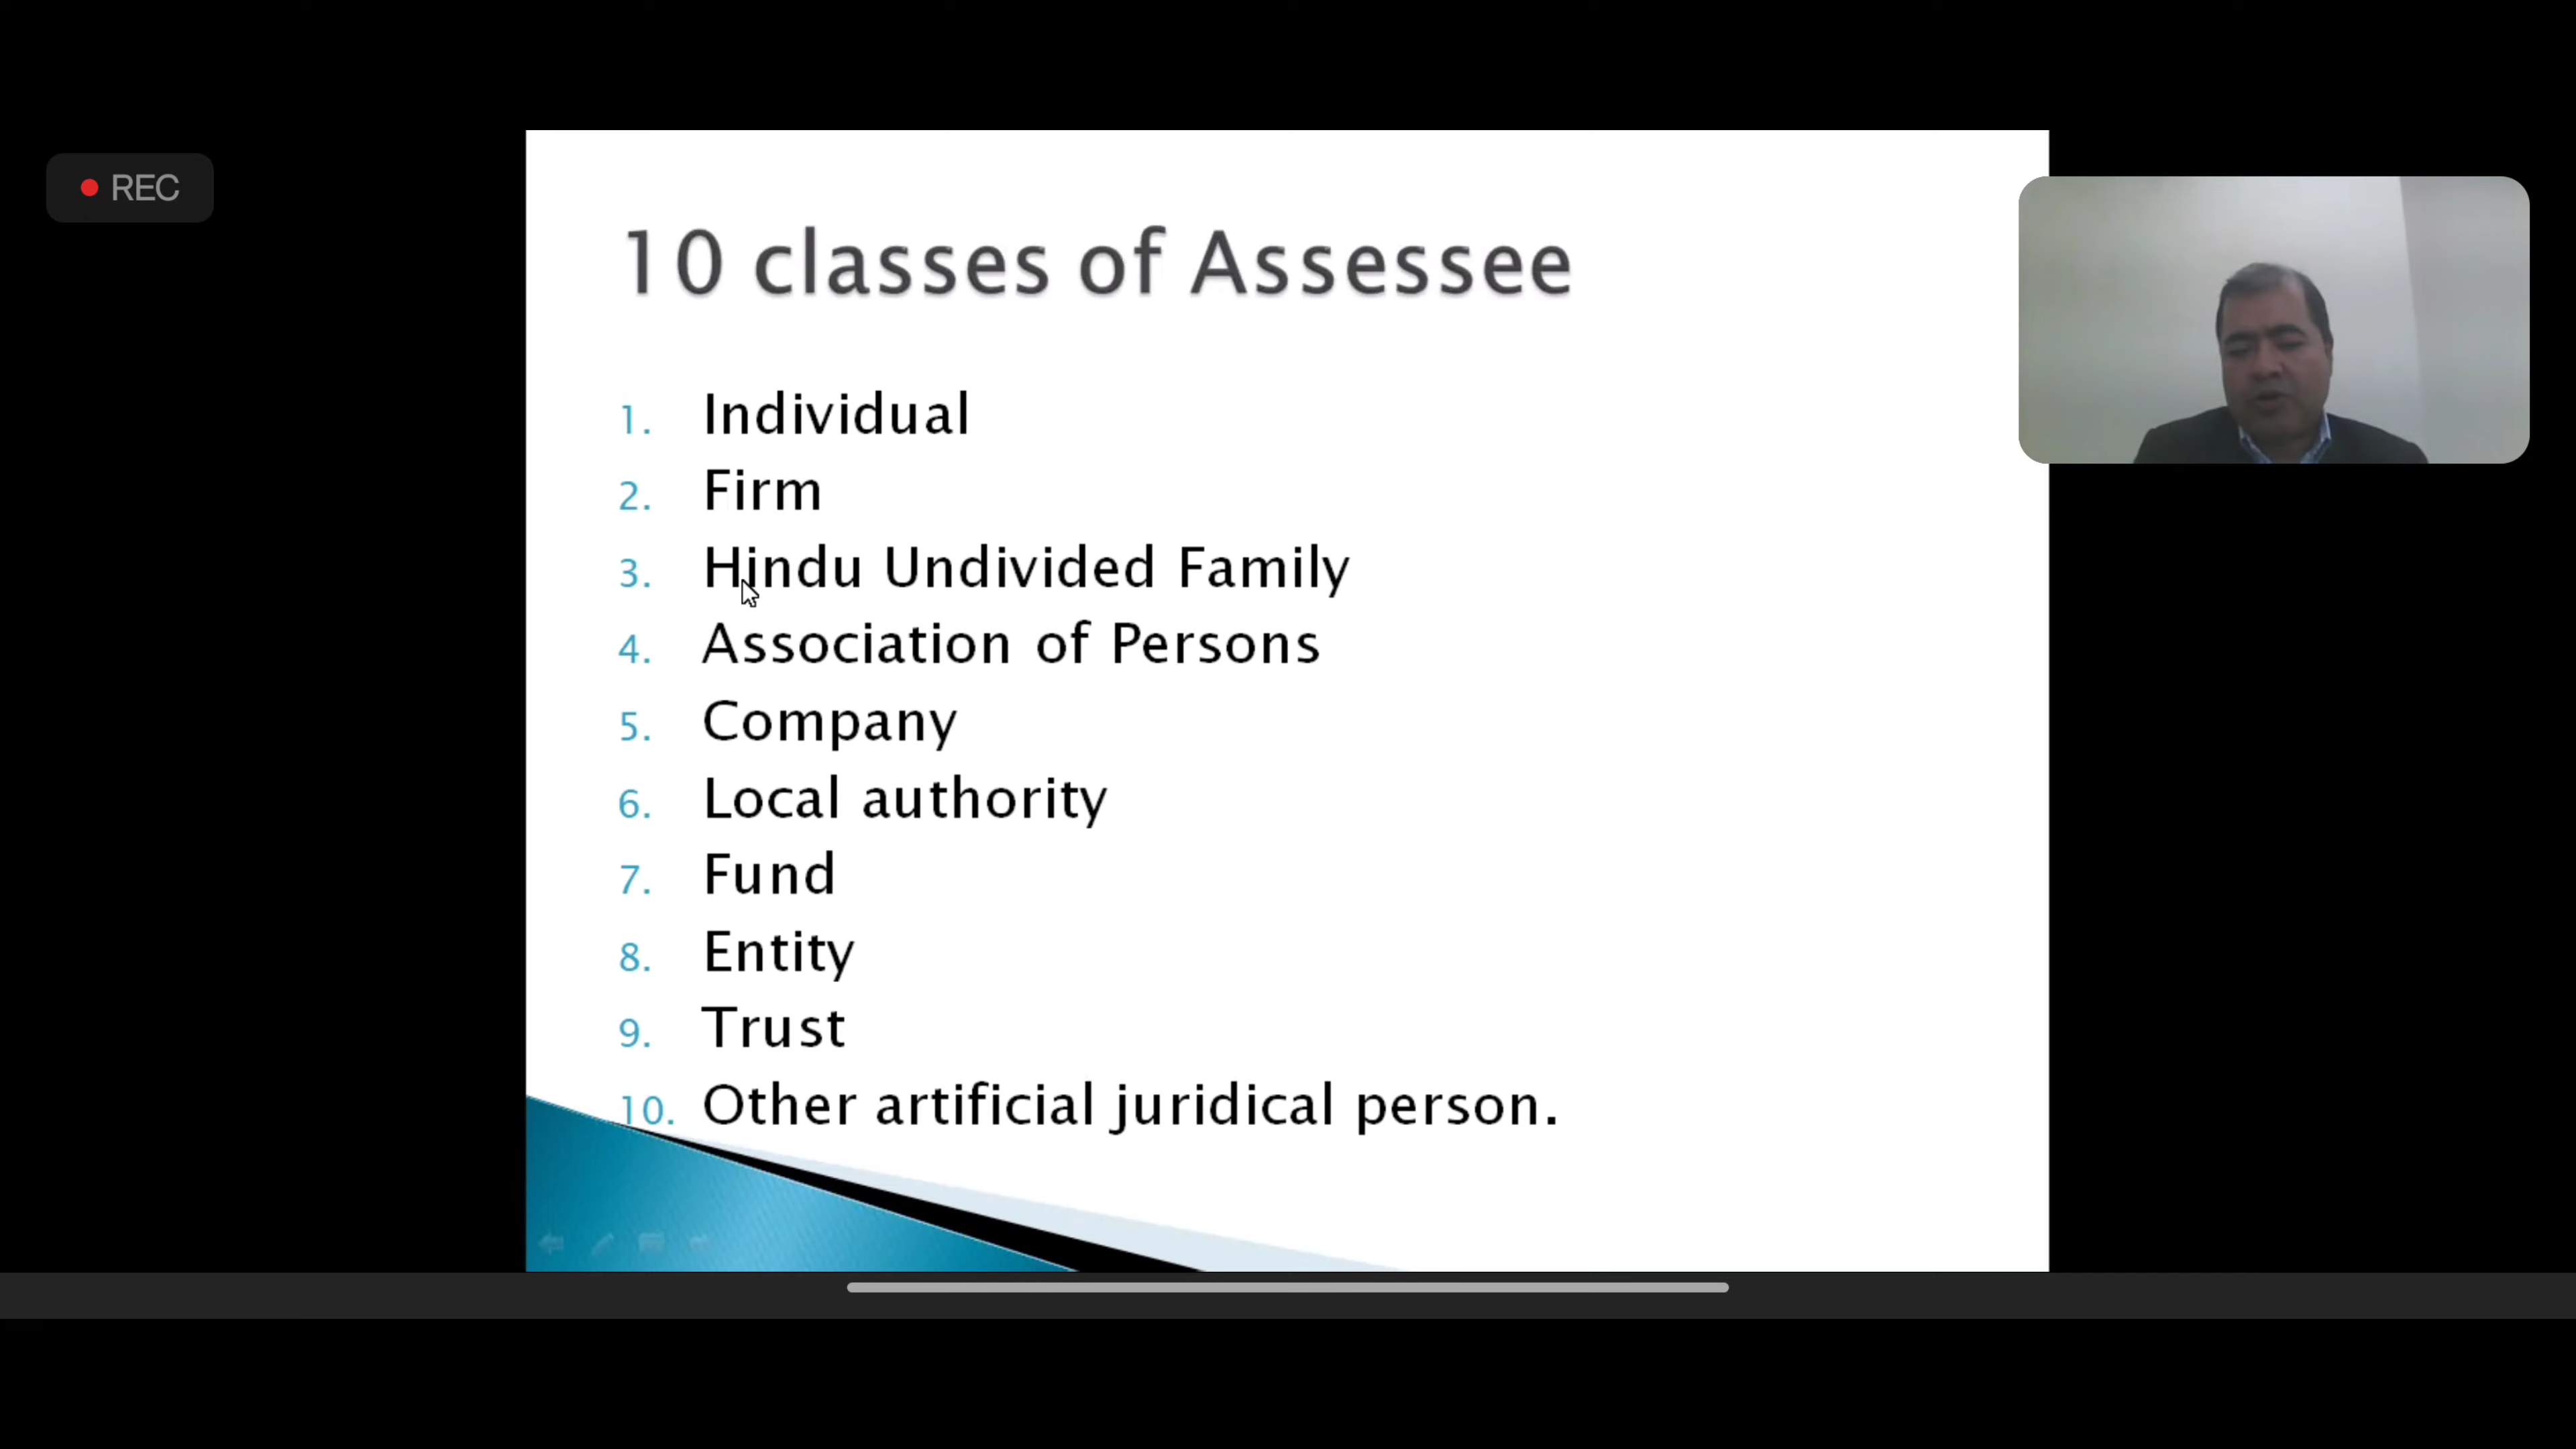 REC
10 classes of Assessee
1. Individual
2. Firm
3. Hindu Undivided Family
4. Association of Persons
5. Company
6. Local authority
7. Fund
8. Entity
9. Trust
10. Other artificial juridical person.